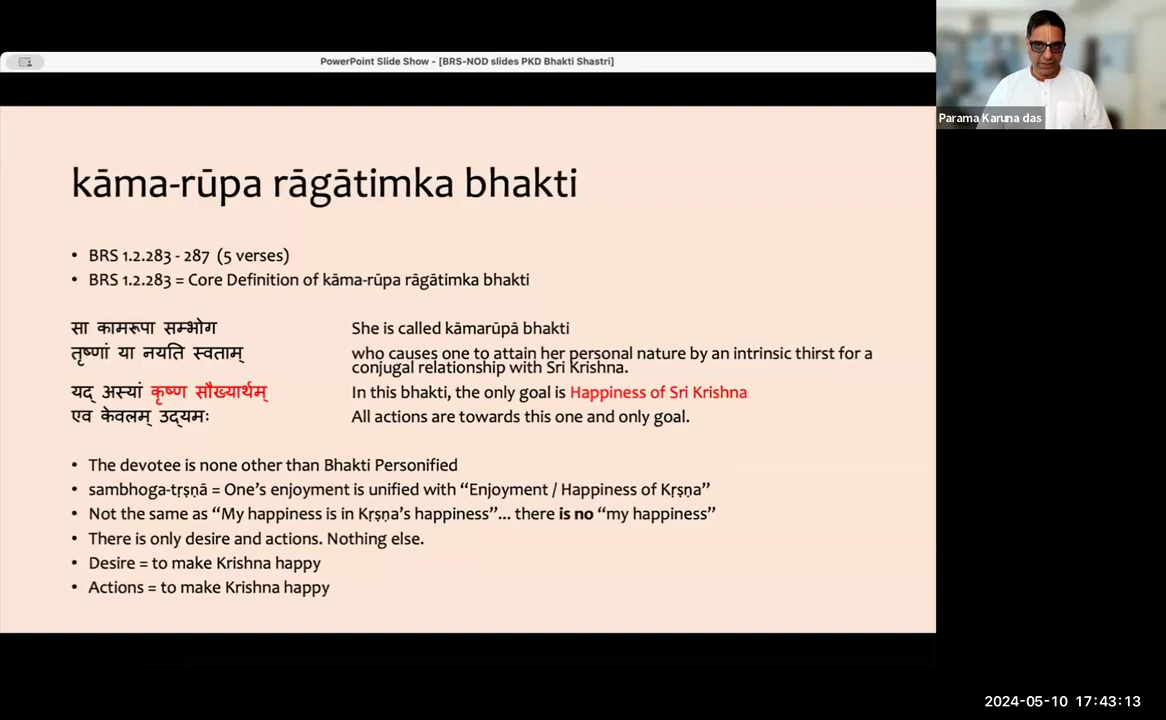 PowerPoint Slide Show - [BRS-NOD slides PKD Bhakti Shastri]
Parama Karuna das
kāma-rūpa rāgātimka bhakti
• BRS 1.2.283 - 287 (5 verses)
• BRS 1.2.283 = Core Definition of kāma-rūpa rāgātimka bhakti
सा कामरूपा सम्भोग
She is called kāmarūpā bhakti
तृष्णां या नयति स्वताम्
who causes one to attain her personal nature by an intrinsic thirst for a
conjugal relationship with Sri Krishna.
यद् अस्यां कृष्ण सौख्यार्थम्
In this bhakti, the only goal is Happiness of Sri Krishna
एव केवलम् उद्यमः
All actions are towards this one and only goal.
• The devotee is none other than Bhakti Personified
• sambhoga-tṛṣṇā = One's enjoyment is unified with “Enjoyment / Happiness of Kṛṣṇa”
• Not the same as “My happiness is in Kṛṣṇa's happiness”... there is no “my happiness”
• There is only desire and actions. Nothing else.
• Desire = to make Krishna happy
• Actions = to make Krishna happy
2024-05-10 17:43:13